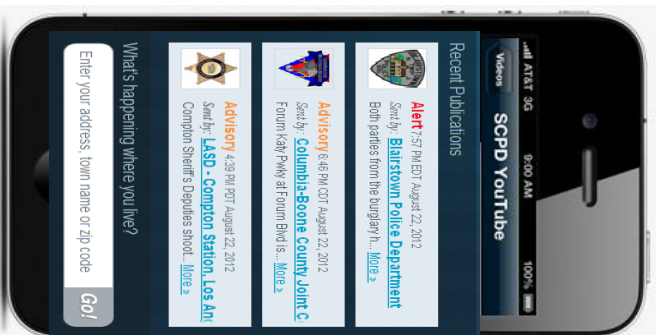 AT&T 3G 9:00 AM 100%
Videos SCPD YouTube
Recent Publications
Alert 7:57 PM EDT August 22, 2012
Sent by: Blairstown Police Department
Both parties from the burglary h... More »
Advisory 6:46 PM CDT August 22, 2012
Sent by: Columbia-Boone County Joint C
Forum Katy Pwky at Forum Blvd is... More »
Advisory 4:39 PM PDT August 22, 2012
Sent by: LASD - Compton Station, Los Ang
Compton Sheriff's Deputies shoot... More »
What's happening where you live?
Enter your address, town name or zip code Go!